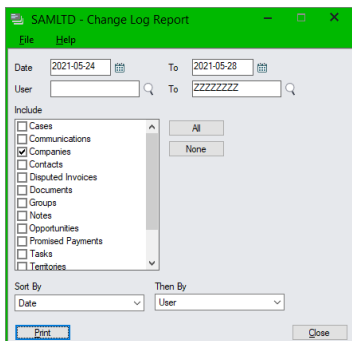 SAMLTD - Change Log Report
File Help
Date 2021-05-24 To 2021-05-28
User To ZZZZZZZZ
Include
Cases
Communications
Companies
Contacts
Disputed Invoices
Documents
Groups
Notes
Opportunities
Promised Payments
Tasks
Territories
All
None
Sort By Then By
Date User
Print Close